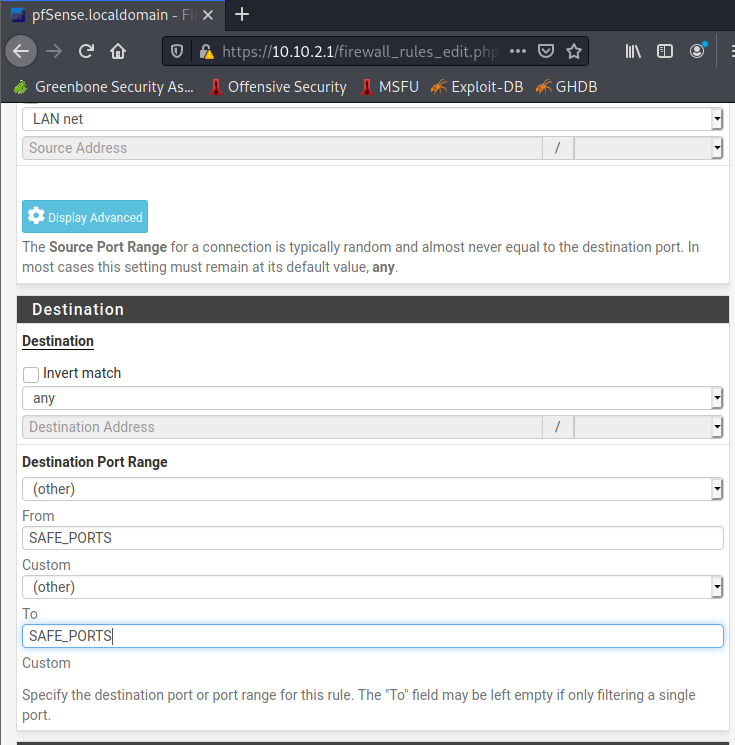 pfSense.localdomain - Fi
https://10.10.2.1/firewall_rules_edit.php
Greenbone Security As... Offensive Security MSFU Exploit-DB GHDB
LAN net
Source Address /
Display Advanced
The Source Port Range for a connection is typically random and almost never equal to the destination port. In
most cases this setting must remain at its default value, any.
Destination
Destination
Invert match
any
Destination Address /
Destination Port Range
(other)
From
SAFE_PORTS
Custom
(other)
To
SAFE_PORTS
Custom
Specify the destination port or port range for this rule. The "To" field may be left empty if only filtering a single
port.